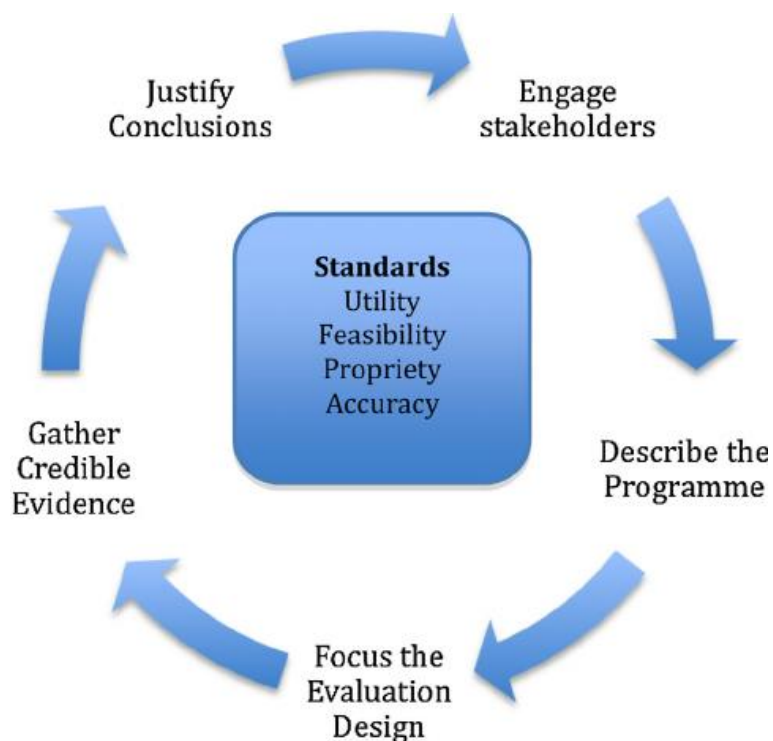 Justify
Conclusions
Engage
stakeholders
Standards
Utility
Feasibility
Propriety
Accuracy
Gather
Credible
Evidence
Describe the
Programme
Focus the
Evaluation
Design